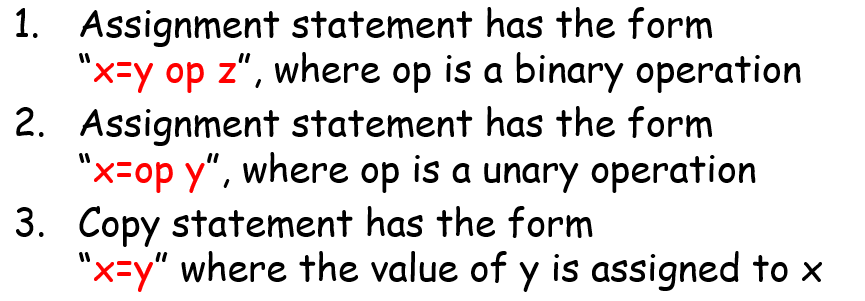 1. Assignment statement has the form
“x=y op z”, where op is a binary operation
2. Assignment statement has the form
“x=op y”, where op is a unary operation
3. Copy statement has the form
“x=y” where the value of y is assigned to x